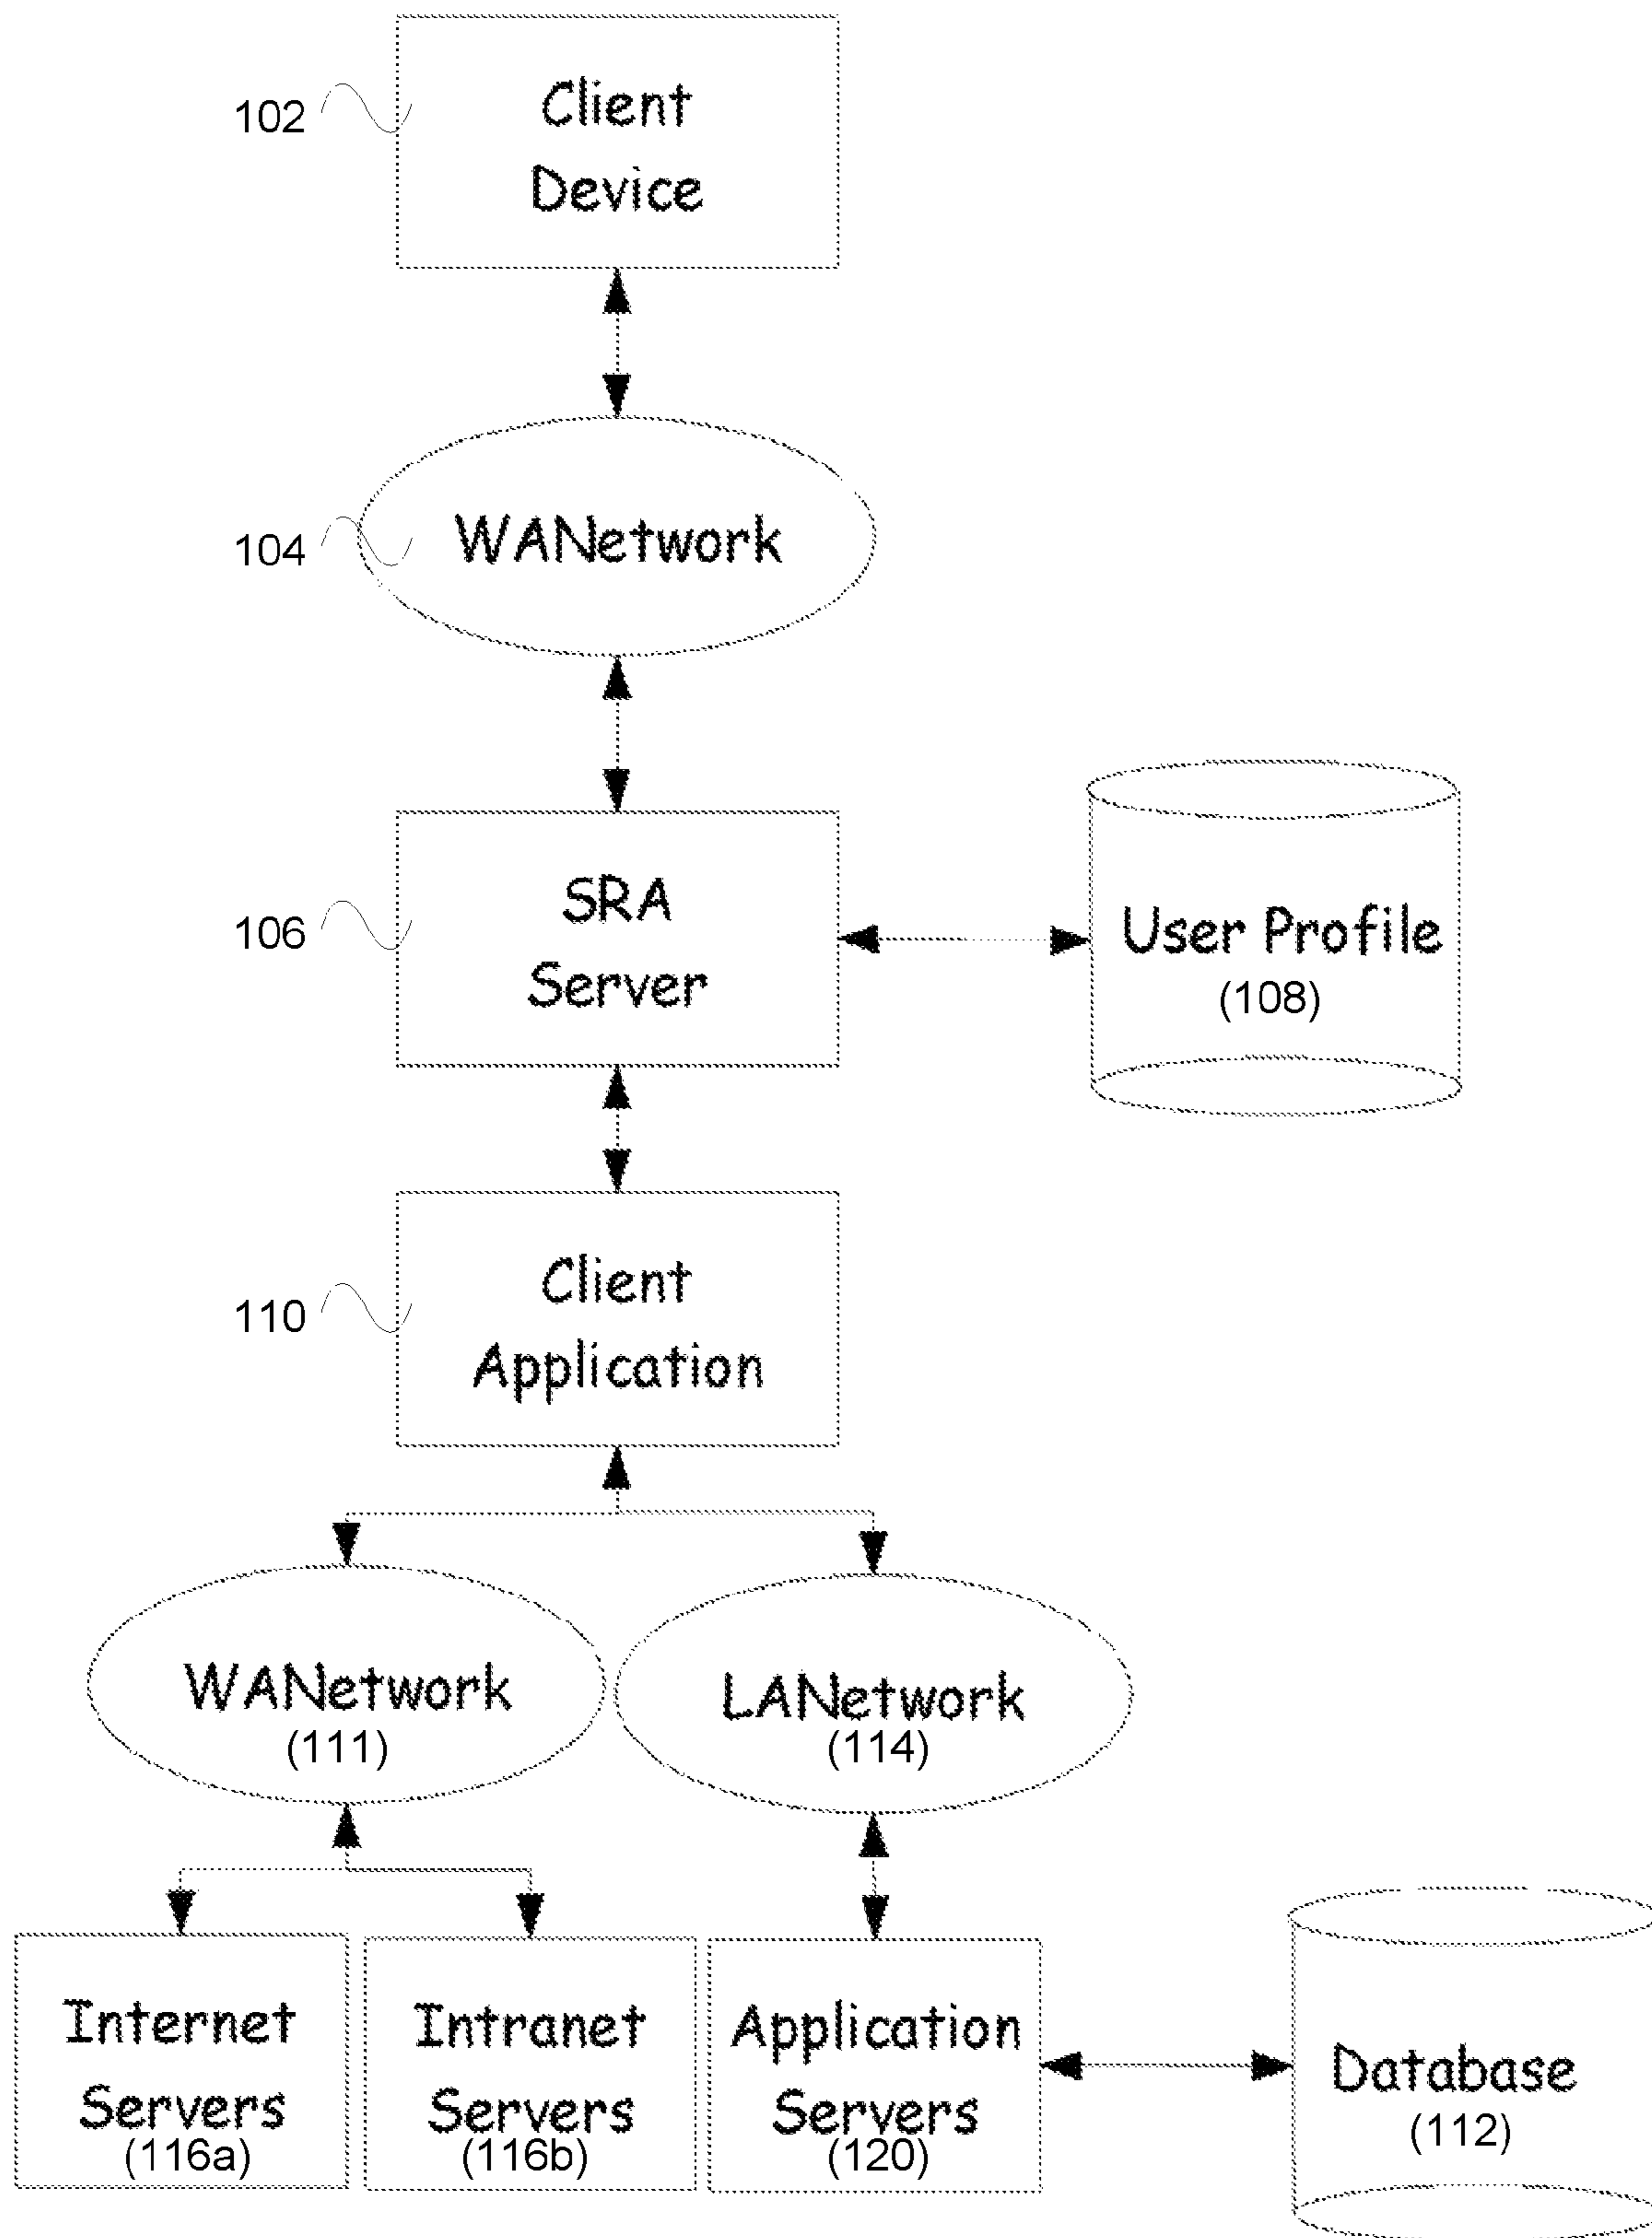 102
Client
Device
104
WANetwork
106
SRA
Server
User Profile
(108)
110
Client
Application
WANetwork
(111)
LANetwork
(114)
Internet
Servers
(116a)
Intranet
Servers
(116b)
Application
Servers
(120)
Database
(112)